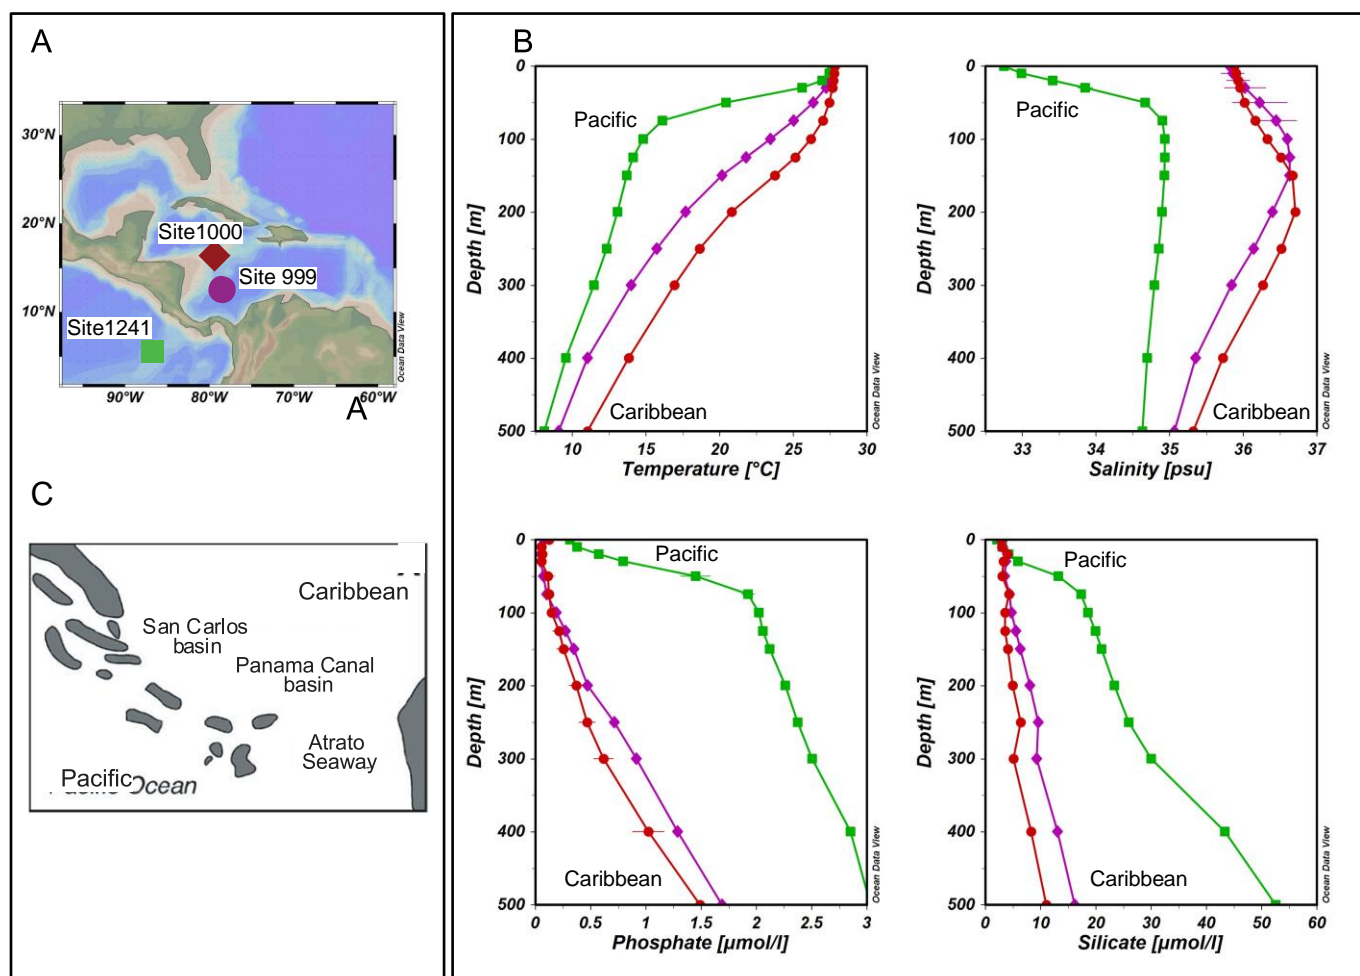 A
30°N
20°N
10°N
Site1000
Site 999
Site1241
Ocean Data View
90°W
80°W
70°W
60°W
A
B
0
100
200
300
400
500
Depth [m]
Pacific
Caribbean
10
15
20
25
30
Temperature [°C]
Ocean Data View
0
100
200
300
400
500
Depth [m]
Pacific
Caribbean
33
34
35
36
37
Salinity [psu]
Ocean Data View
C
Caribbean
San Carlos
basin
Panama Canal
basin
Atrato
Seaway
Pacific
Ocean
0
100
200
300
400
500
Depth [m]
Pacific
Caribbean
0
0.5
1
1.5
2
2.5
3
Phosphate [µmol/l]
Ocean Data View
0
100
200
300
400
500
Depth [m]
Pacific
Caribbean
0
10
20
30
40
50
60
Silicate [µmol/l]
Ocean Data View